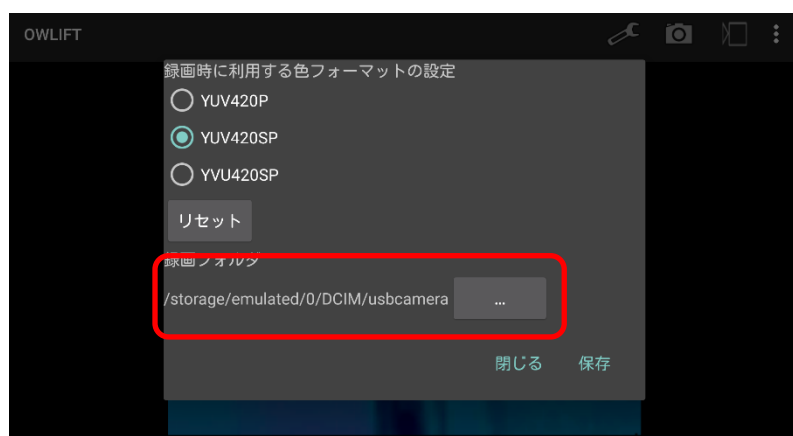 OWLIFT
録画時に利用する色フォーマットの設定
YUV420P
YUV420SP
YVU420SP
リセット
録画フォルダ
/storage/emulated/0/DCIM/usbcamera ...
閉じる 保存